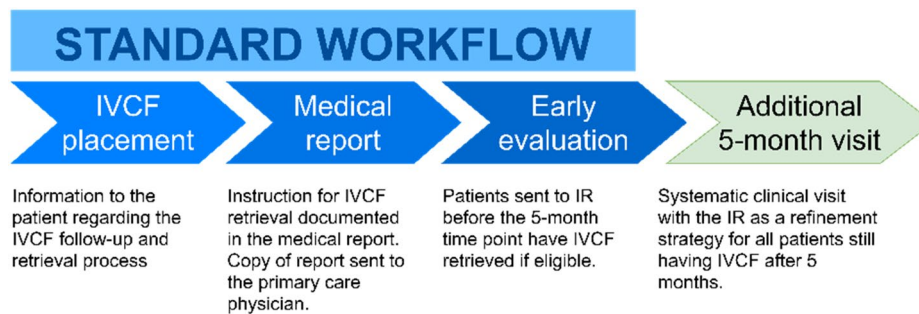 STANDARD WORKFLOW
IVCF
placement
Medical
report
Early
evaluation
Additional
5-month visit
Information to the
patient regarding the
IVCF follow-up and
retrieval process
Instruction for IVCF
retrieval documented
in the medical report.
Copy of report sent to
the primary care
physician.
Patients sent to IR
before the 5-month
time point have IVCF
retrieved if eligible.
Systematic clinical visit
with the IR as a refinement
strategy for all patients still
having IVCF after 5
months.